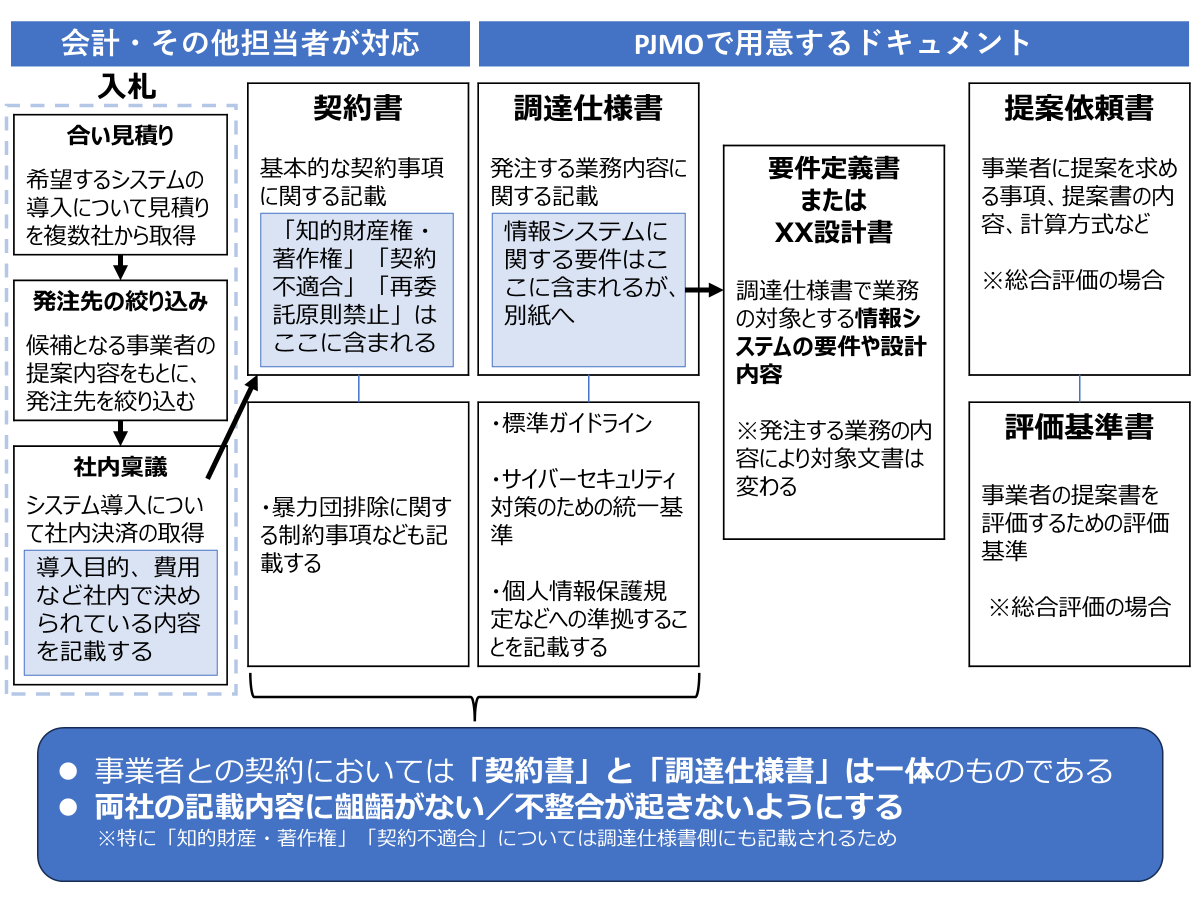 会計・その他担当者が対応
PJMOで用意するドキュメント
入札
合い見積り
希望するシステムの
導入について見積り
を複数社から取得
発注先の絞り込み
候補となる事業者の
提案内容をもとに、
発注先を絞り込む
社内稟議
システム導入につい
て社内決済の取得
導入目的、費用
など社内で決め
られている内容
を記載する
契約書
基本的な契約事項
に関する記載
「知的財産権・
著作権」「契約
不適合」「再委
託原則禁止」は
ここに含まれる
・暴力団排除に関す
る制約事項なども記
載する
調達仕様書
発注する業務内容に
関する記載
情報システムに
関する要件はこ
こに含まれるが、
別紙へ
・標準ガイドライン
・サイバーセキュリティ
対策のための統一基
準
・個人情報保護規
定などへの準拠するこ
とを記載する
要件定義書
または
XX設計書
調達仕様書で業務
の対象とする情報シ
ステムの要件や設計
内容
※発注する業務の内
容により対象文書は
変わる
提案依頼書
事業者に提案を求め
る事項、提案書の内
容、計算方式など
※総合評価の場合
評価基準書
事業者の提案書を
評価するための評価
基準
※総合評価の場合
● 事業者との契約においては「契約書」と「調達仕様書」は一体のものである
● 両社の記載内容に齟齬がない／不整合が起きないようにする
※特に「知的財産・著作権」「契約不適合」については調達仕様書側にも記載されるため